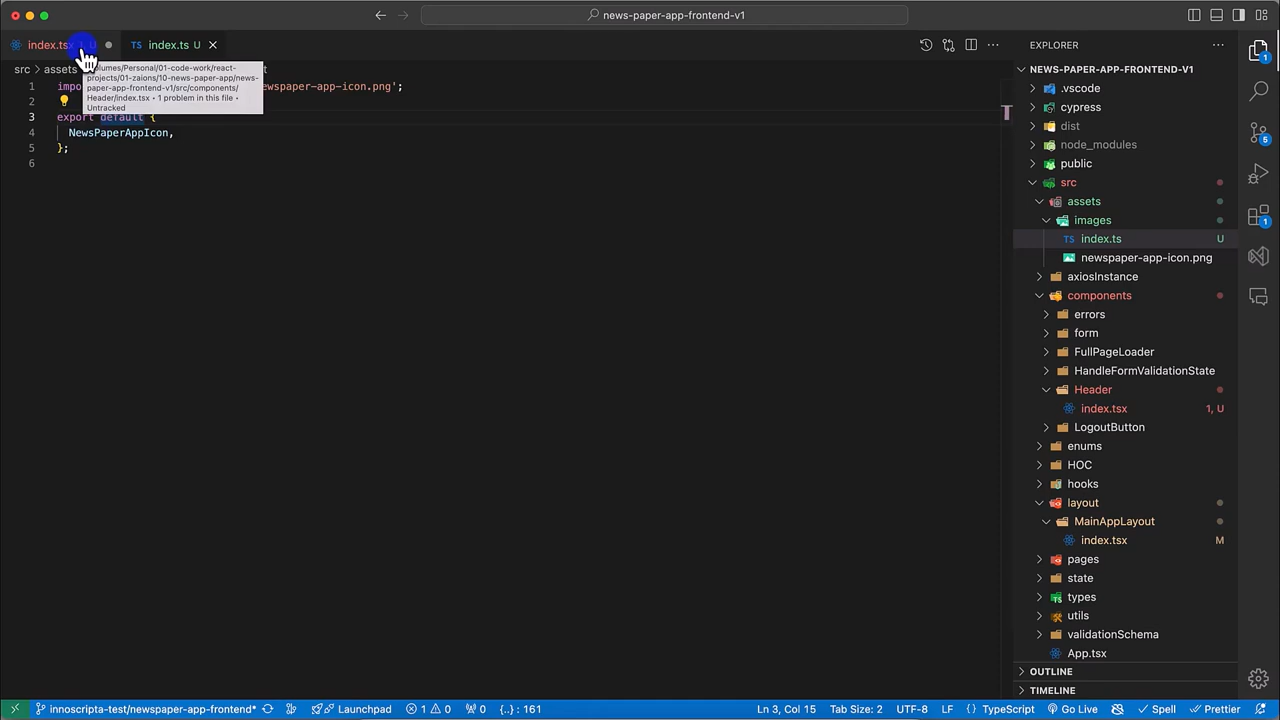 news-paper-app-frontend-v1
index.tsx 1, U
TS index.ts U
EXPLORER
src > assets
/Volumes/Personal/01-code-work/react-
projects/01-zaions/10-news-paper-app/news-
paper-app-frontend-v1/src/components/
Header/index.tsx • 1 problem in this file •
Untracked
1
ewspaper-app-icon.png';
2
3 export default {
4 NewsPaperAppIcon,
5 };
6
NEWS-PAPER-APP-FRONTEND-V1
.vscode
cypress
dist
node_modules
public
src
assets
images
TS index.ts U
newspaper-app-icon.png
axiosInstance
components
errors
form
FullPageLoader
HandleFormValidationState
Header
index.tsx 1, U
LogoutButton
enums
HOC
hooks
layout
MainAppLayout
index.tsx M
pages
state
types
utils
validationSchema
App.tsx
OUTLINE
TIMELINE
1
5
1
innoscripta-test/newspaper-app-frontend* Launchpad 1 0 0 {..} : 161 Ln 3, Col 15 Tab Size: 2 UTF-8 LF {} TypeScript Go Live Spell Prettier